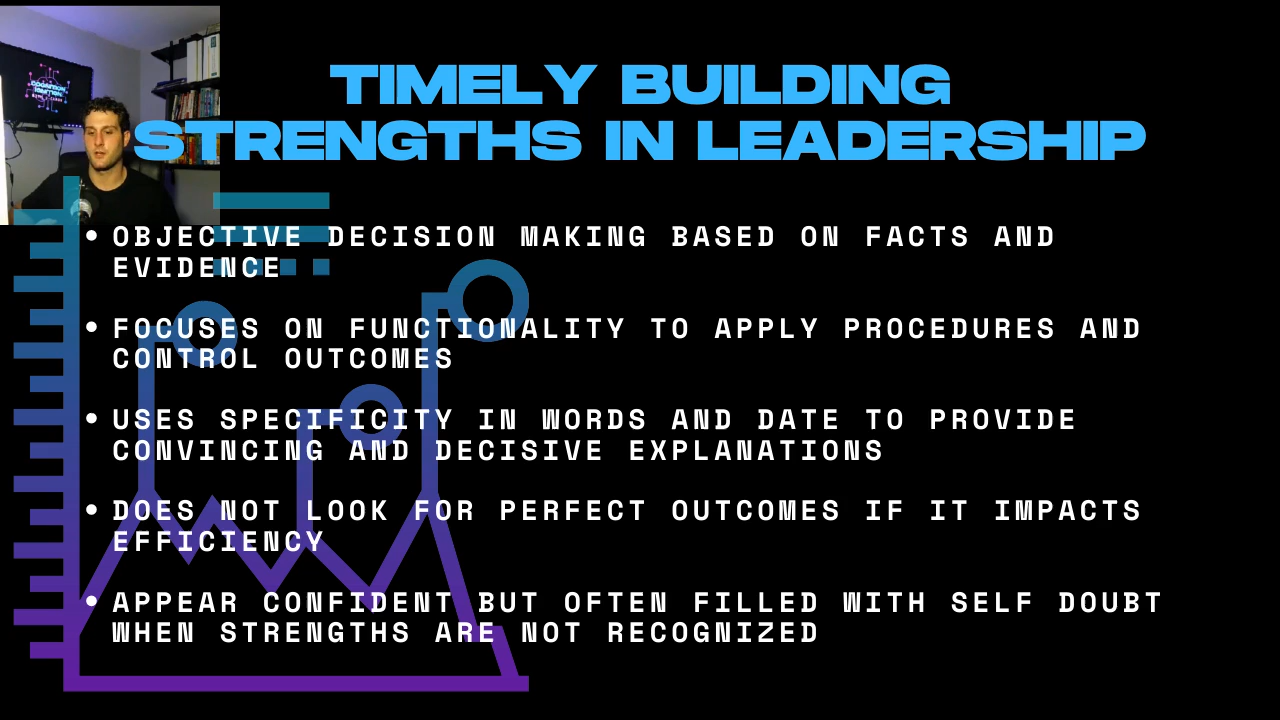 TIMELY BUILDING
STRENGTHS IN LEADERSHIP
COGNITION
IGNITION
• OBJECTIVE DECISION MAKING BASED ON FACTS AND
EVIDENCE
• FOCUSES ON FUNCTIONALITY TO APPLY PROCEDURES AND
CONTROL OUTCOMES
• USES SPECIFICITY IN WORDS AND DATE TO PROVIDE
CONVINCING AND DECISIVE EXPLANATIONS
• DOES NOT LOOK FOR PERFECT OUTCOMES IF IT IMPACTS
EFFICIENCY
• APPEAR CONFIDENT BUT OFTEN FILLED WITH SELF DOUBT
WHEN STRENGTHS ARE NOT RECOGNIZED